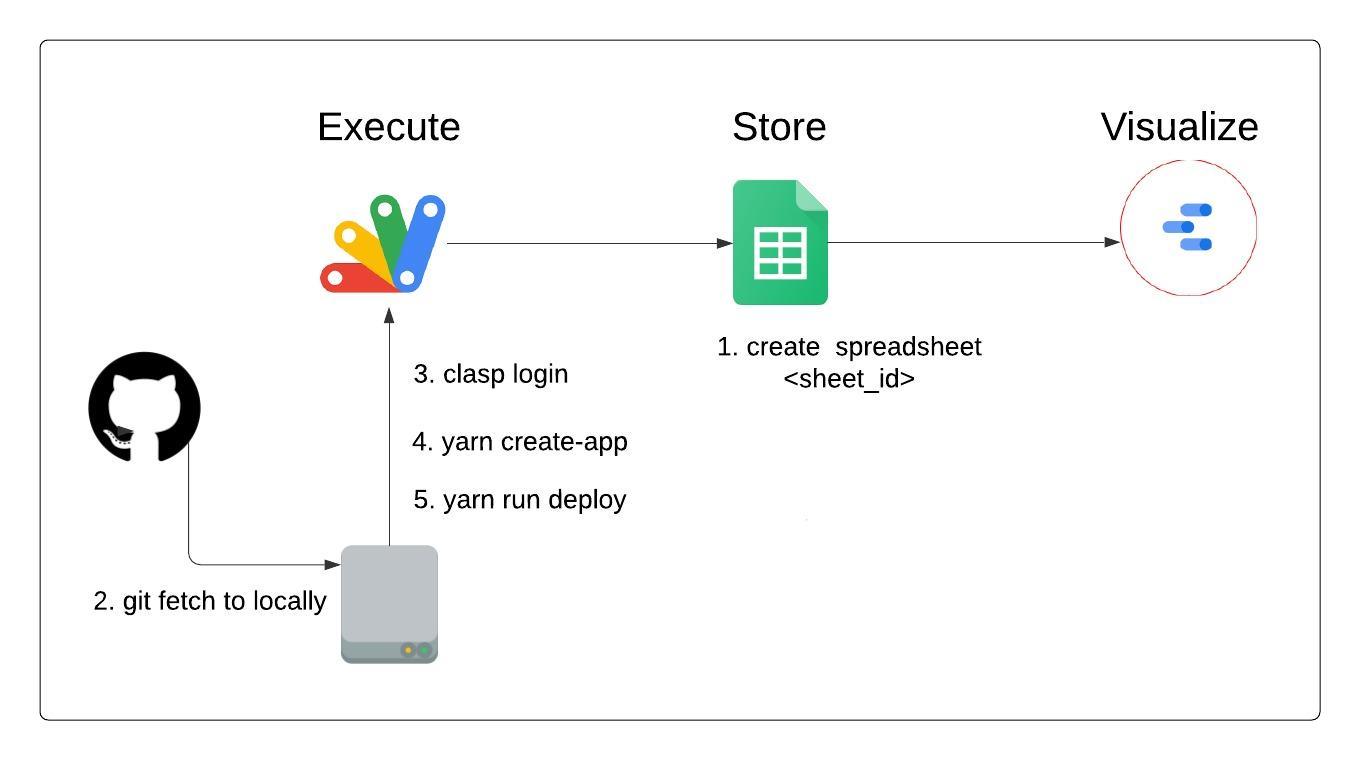 Execute
Store
Visualize
1. create  spreadsheet
<sheet_id>
3. clasp login
4. yarn create-app
5. yarn run deploy
2. git fetch to locally